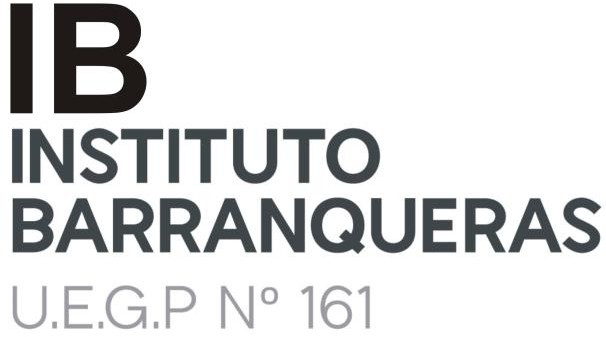 IB
INSTITUTO
BARRANQUERAS
U.E.G.P Nº 161